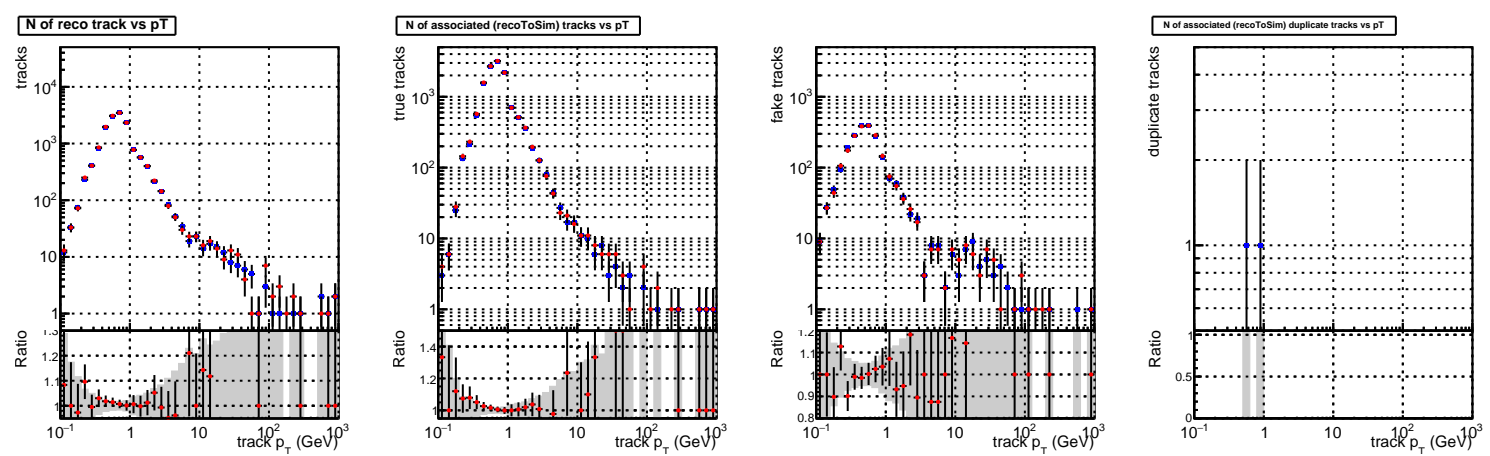 N of reco track vs pT
tracks
10^4
10^3
10^2
10
1
Ratio
1.3
1.2
1.1
1
10^-1 1 10 10^2 10^3
track p_T (GeV)
N of associated (recoToSim) tracks vs pT
true tracks
10^3
10^2
10
1
Ratio
1.4
1.2
1
10^-1 1 10 10^2 10^3
track p_T (GeV)
fake tracks
10^3
10^2
10
1
Ratio
1.2
1.1
1
0.9
0.8
10^-1 1 10 10^2 10^3
track p_T (GeV)
N of associated (recoToSim) duplicate tracks vs pT
duplicate tracks
1
Ratio
1
0.5
0
10^-1 1 10 10^2 10^3
track p_T (GeV)